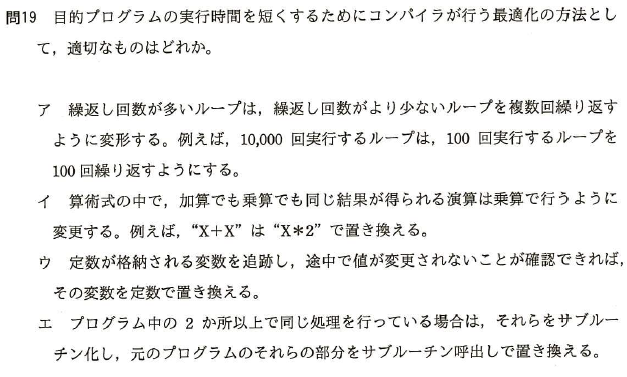 問19 目的プログラムの実行時間を短くするためにコンパイラが行う最適化の方法とし
て，適切なものはどれか。
ア 繰返し回数が多いループは，繰返し回数がより少ないループを複数回繰り返す
ように変形する。例えば，10,000 回実行するループは，100 回実行するループを
100 回繰り返すようにする。
イ 算術式の中で，加算でも乗算でも同じ結果が得られる演算は乗算で行うように
変更する。例えば，“X＋X” は “X＊2” で置き換える。
ウ 定数が格納される変数を追跡し，途中で値が変更されないことが確認できれば，
その変数を定数で置き換える。
エ プログラム中の 2 か所以上で同じ処理を行っている場合は，それらをサブルー
チン化し，元のプログラムのそれらの部分をサブルーチン呼出しで置き換える。